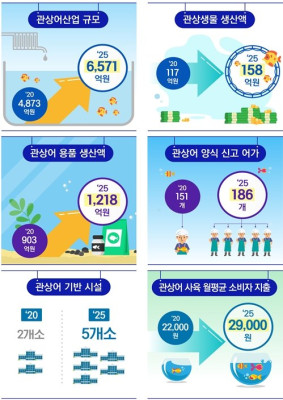 관상어산업 규모
'25
6,571
억원
'20
4,873
억원
관상생물 생산액
'20
117
억원
'25
158
억원
관상어 용품 생산액
'25
1,218
억원
'20
903
억원
관상어 양식 신고 어가
'20
151
개
'25
186
개
관상어 기반 시설
'20
2개소
'25
5개소
관상어 사육 월평균 소비자 지출
'20
22,000
원
'25
29,000
원